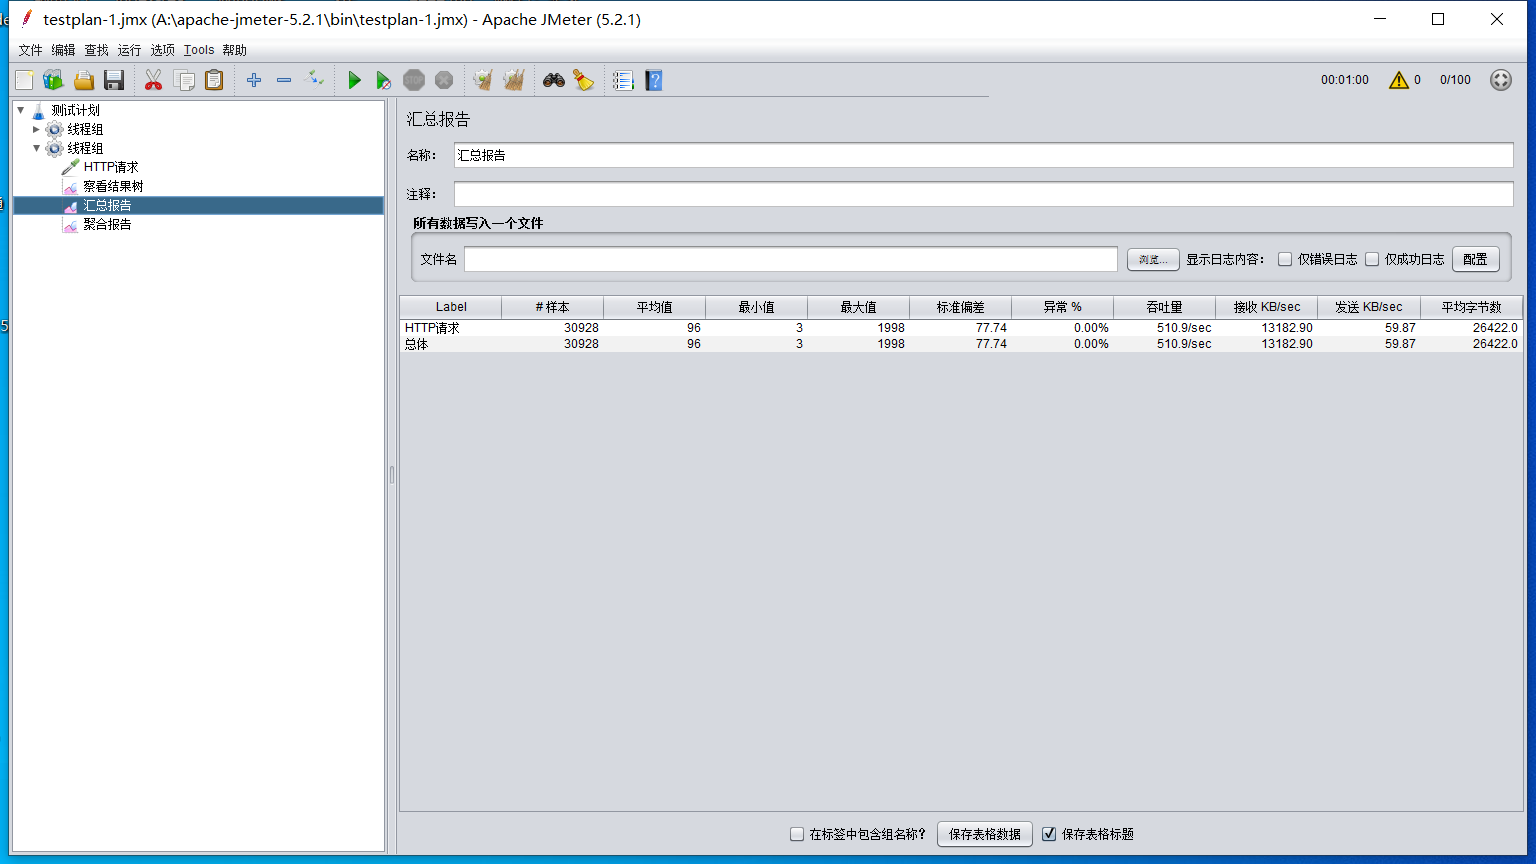 testplan-1.jmx (A:\apache-jmeter-5.2.1\bin\testplan-1.jmx) - Apache JMeter (5.2.1)
文件 编辑 查找 运行 选项 Tools 帮助
STOP 00:01:00 0 0/100
测试计划
线程组
线程组
HTTP请求
察看结果树
汇总报告
聚合报告
汇总报告
名称： 汇总报告
注释：
所有数据写入一个文件
文件名 浏览... 显示日志内容： 仅错误日志 仅成功日志 配置
Label # 样本 平均值 最小值 最大值 标准偏差 异常 % 吞吐量 接收 KB/sec 发送 KB/sec 平均字节数
HTTP请求 30928 96 3 1998 77.74 0.00% 510.9/sec 13182.90 59.87 26422.0
总体 30928 96 3 1998 77.74 0.00% 510.9/sec 13182.90 59.87 26422.0
在标签中包含组名称？ 保存表格数据 保存表格标题